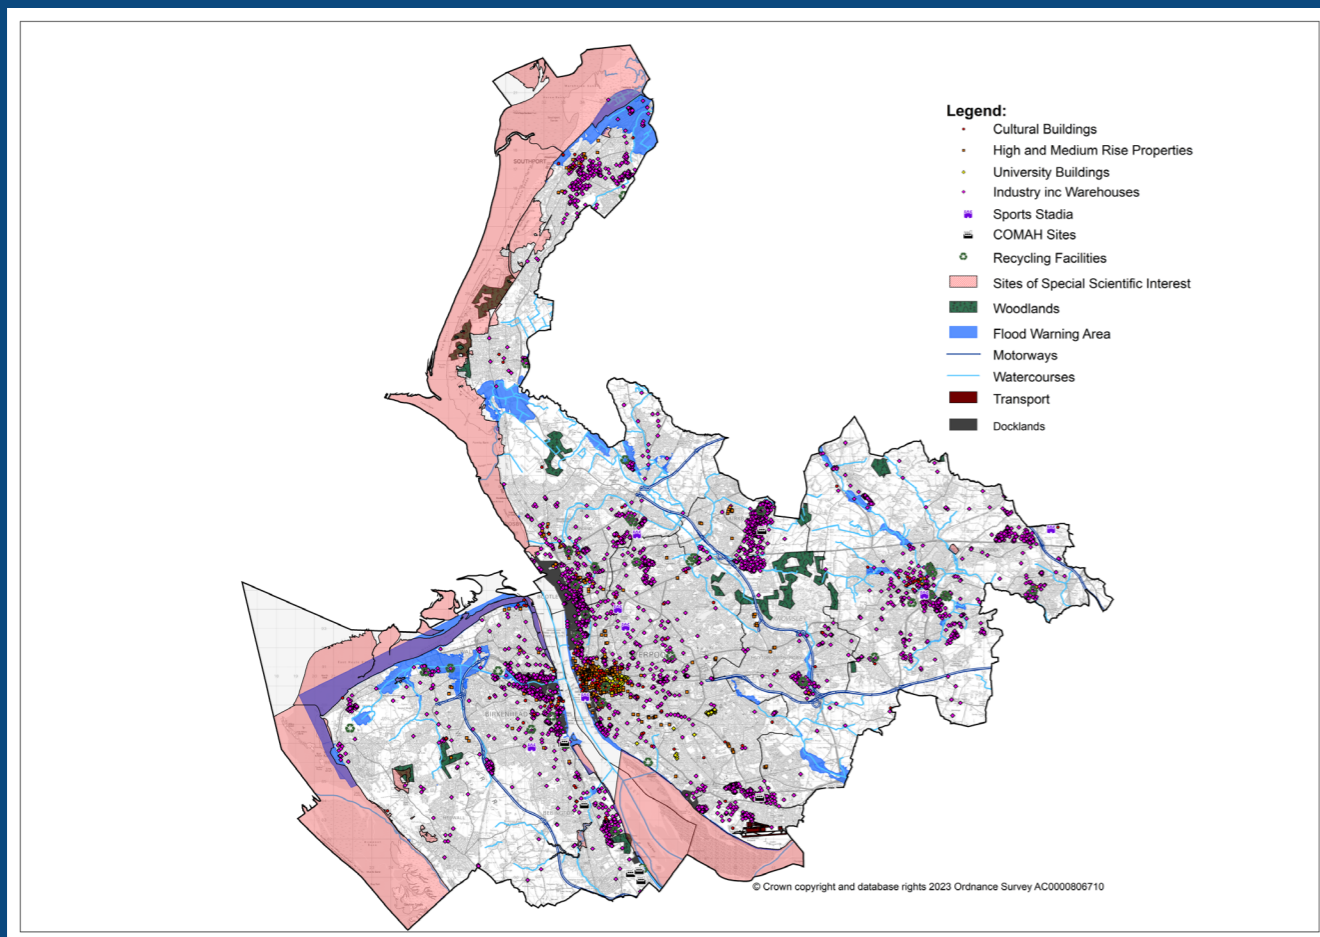 Legend:
Cultural Buildings
High and Medium Rise Properties
University Buildings
Industry inc Warehouses
Sports Stadia
COMAH Sites
Recycling Facilities
Sites of Special Scientific Interest
Woodlands
Flood Warning Area
Motorways
Watercourses
Transport
Docklands
SOUTHPORT
BOOTLE
BIRKENHEAD
© Crown copyright and database rights 2023 Ordnance Survey AC0000806710